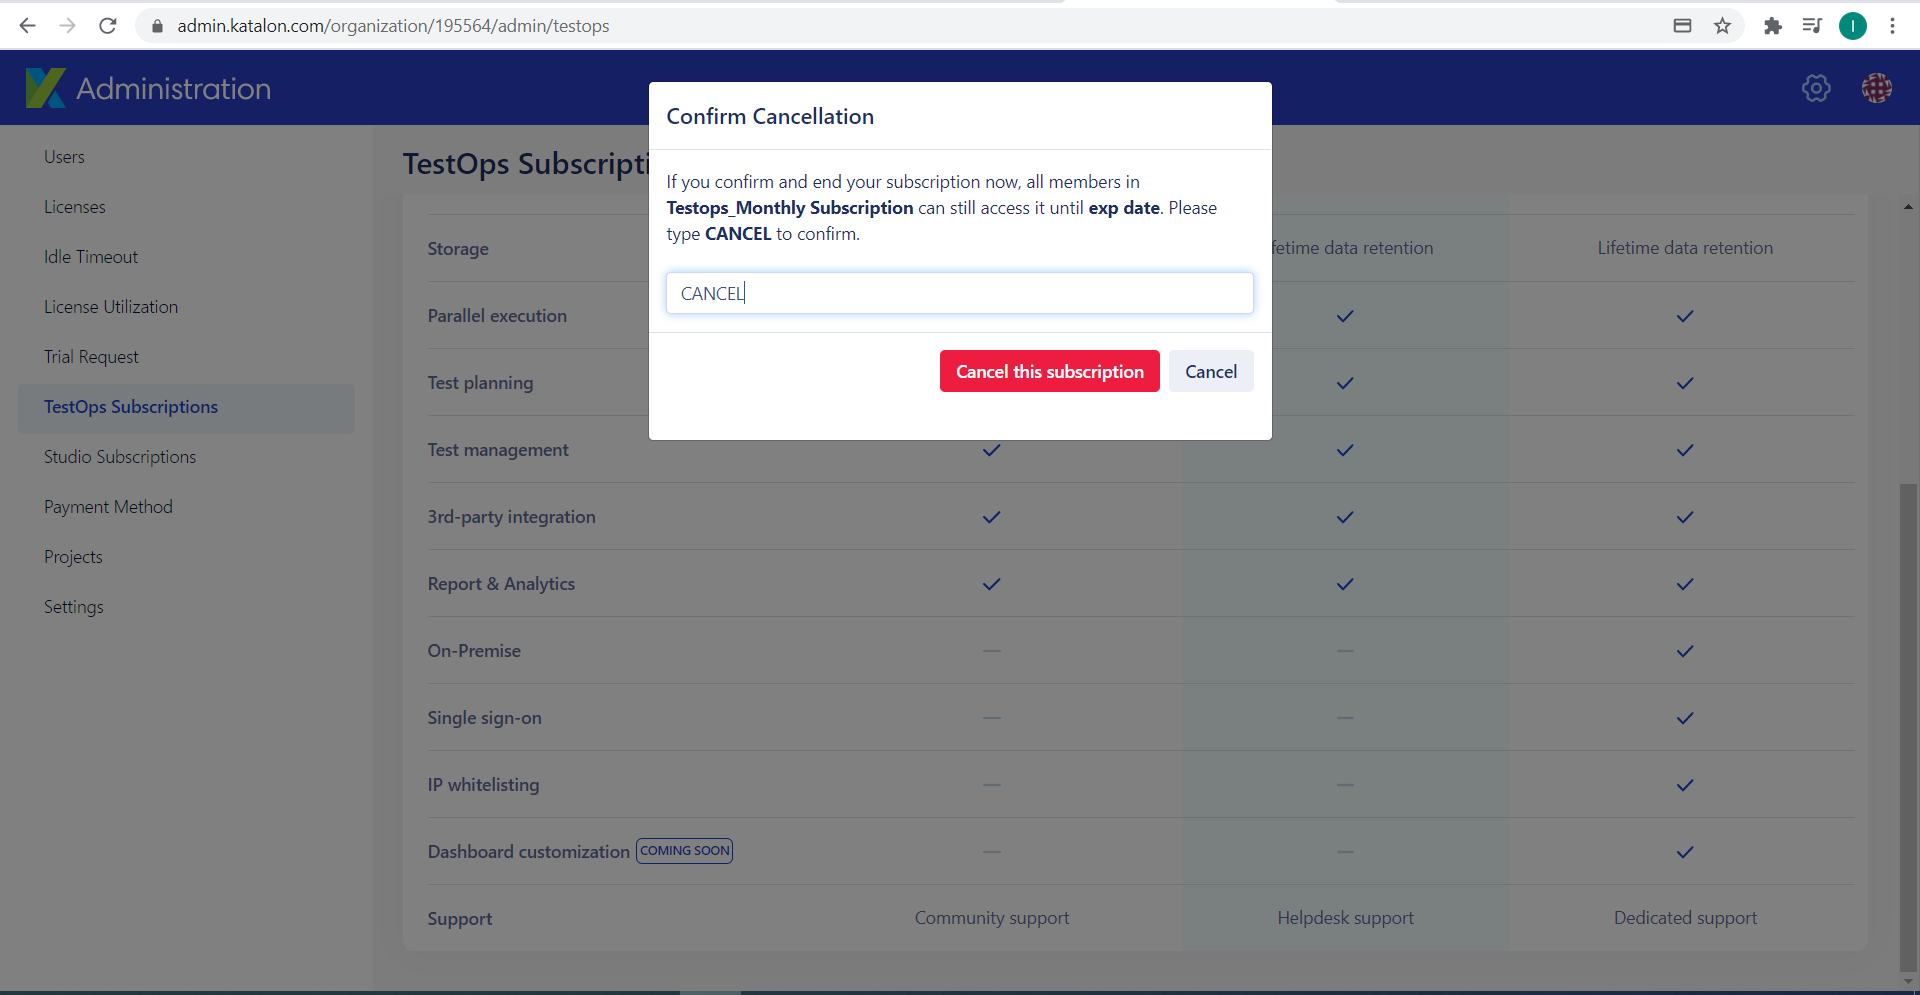 admin.katalon.com/organization/195564/admin/testops
I
Administration
Users
Licenses
Idle Timeout
License Utilization
Trial Request
TestOps Subscriptions
Studio Subscriptions
Payment Method
Projects
Settings
TestOps Subscripti
Confirm Cancellation
If you confirm and end your subscription now, all members in
Testops_Monthly Subscription can still access it until exp date. Please
type CANCEL to confirm.
CANCEL
Cancel this subscription Cancel
Storage fetime data retention Lifetime data retention
Parallel execution
Test planning
Test management
3rd-party integration
Report & Analytics
On-Premise
Single sign-on
IP whitelisting
Dashboard customization COMING SOON
Support Community support Helpdesk support Dedicated support